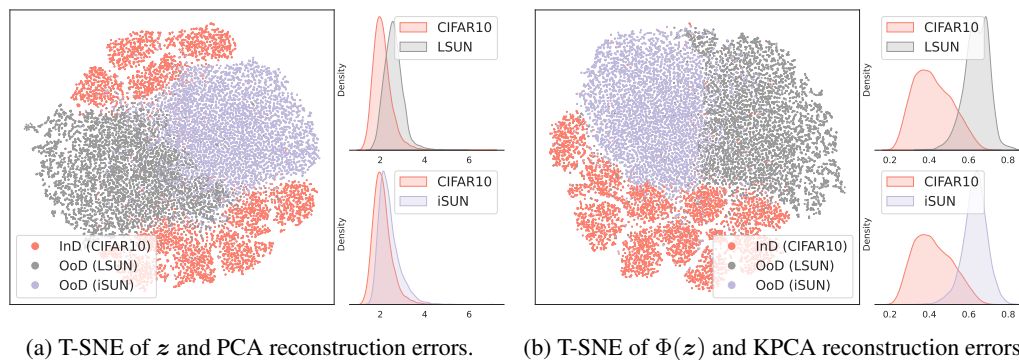 InD (CIFAR10)
OoD (LSUN)
OoD (iSUN)
Density
CIFAR10
LSUN
2 4 6
Density
CIFAR10
iSUN
2 4 6
InD (CIFAR10)
OoD (LSUN)
OoD (iSUN)
Density
CIFAR10
LSUN
0.2 0.4 0.6 0.8
Density
CIFAR10
iSUN
0.2 0.4 0.6 0.8
(a) T-SNE of z and PCA reconstruction errors.
(b) T-SNE of Φ(z) and KPCA reconstruction errors